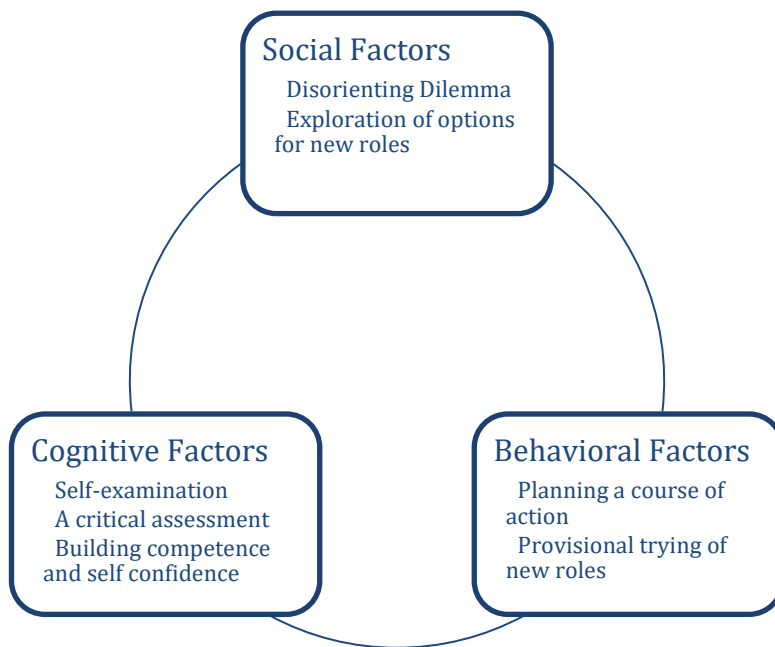 Social Factors
Disorienting Dilemma
Exploration of options
for new roles
Cognitive Factors
Self-examination
A critical assessment
Building competence
and self confidence
Behavioral Factors
Planning a course of
action
Provisional trying of
new roles